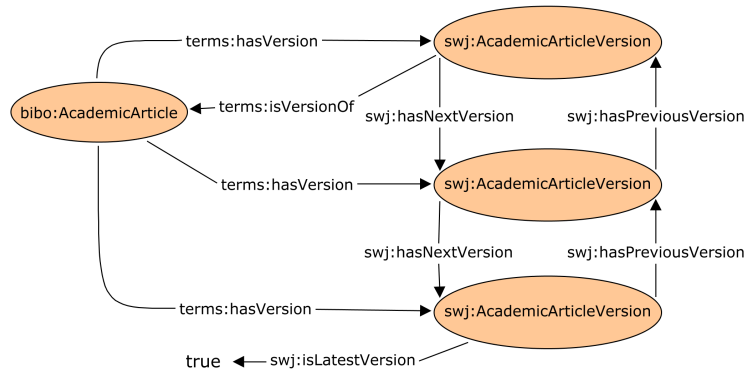 terms:hasVersion
swj:AcademicArticleVersion
bibo:AcademicArticle
terms:isVersionOf
swj:hasNextVersion
swj:hasPreviousVersion
terms:hasVersion
swj:AcademicArticleVersion
swj:hasNextVersion
swj:hasPreviousVersion
terms:hasVersion
swj:AcademicArticleVersion
true
swj:isLatestVersion